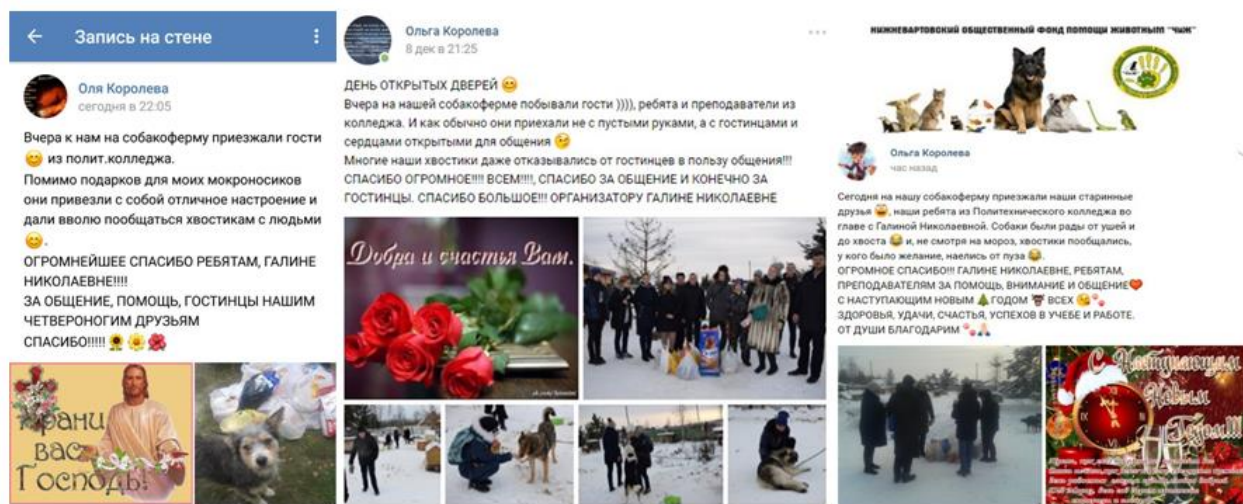 Запись на стене
Оля Королева
сегодня в 22:05
Вчера к нам на собакоферму приезжали гости
😊 из полит.колледжа.
Помимо подарков для моих мокроносиков
они привезли с собой отличное настроение и
дали вволю пообщаться хвостикам с людьми
😊.
ОГРОМНЕЙШЕЕ СПАСИБО РЕБЯТАМ, ГАЛИНЕ
НИКОЛАЕВНЕ!!!!
ЗА ОБЩЕНИЕ, ПОМОЩЬ, ГОСТИНЦЫ НАШИМ
ЧЕТВЕРОНОГИМ ДРУЗЬЯМ
СПАСИБО!!!!! 🌻🌼🌺
Храни
вас
Господь!
Ольга Королева
8 дек в 21:25
ДЕНЬ ОТКРЫТЫХ ДВЕРЕЙ 😊
Вчера на нашей собакоферме побывали гости )))), ребята и преподаватели из
колледжа. И как обычно они приехали не с пустыми руками, а с гостинцами и
сердцами открытыми для общения 😉
Многие наши хвостики даже отказывались от гостинцев в пользу общения!!!
СПАСИБО ОГРОМНОЕ!!!! ВСЕМ!!!!, СПАСИБО ЗА ОБЩЕНИЕ И КОНЕЧНО ЗА
ГОСТИНЦЫ. СПАСИБО БОЛЬШОЕ!!! ОРГАНИЗАТОРУ ГАЛИНЕ НИКОЛАЕВНЕ
Добра и счастья Вам.
НИЖНЕВАРТОВСКИЙ ОБЩЕСТВЕННЫЙ ФОНД ПОМОЩИ ЖИВОТНЫМ "ЧИЖ"
Ольга Королева
час назад
Сегодня на нашу собакоферму приезжали наши старинные
друзья 😄, наши ребята из Политехнического колледжа во
главе с Галиной Николаевной. Собаки были рады от ушей и
до хвоста 😂 и, не смотря на мороз, хвостики пообщались,
у кого было желание, наелись от пуза 😂.
ОГРОМНОЕ СПАСИБО!!! ГАЛИНЕ НИКОЛАЕВНЕ, РЕБЯТАМ,
ПРЕПОДАВАТЕЛЯМ ЗА ПОМОЩЬ, ВНИМАНИЕ И ОБЩЕНИЕ❤
С НАСТУПАЮЩИМ НОВЫМ 🎄ГОДОМ 🐮 ВСЕХ 😘🐾
ЗДОРОВЬЯ, УДАЧИ, СЧАСТЬЯ, УСПЕХОВ В УЧЕБЕ И РАБОТЕ.
ОТ ДУШИ БЛАГОДАРИМ 🐾🙏
С Наступающим
Новым
Годом!!!